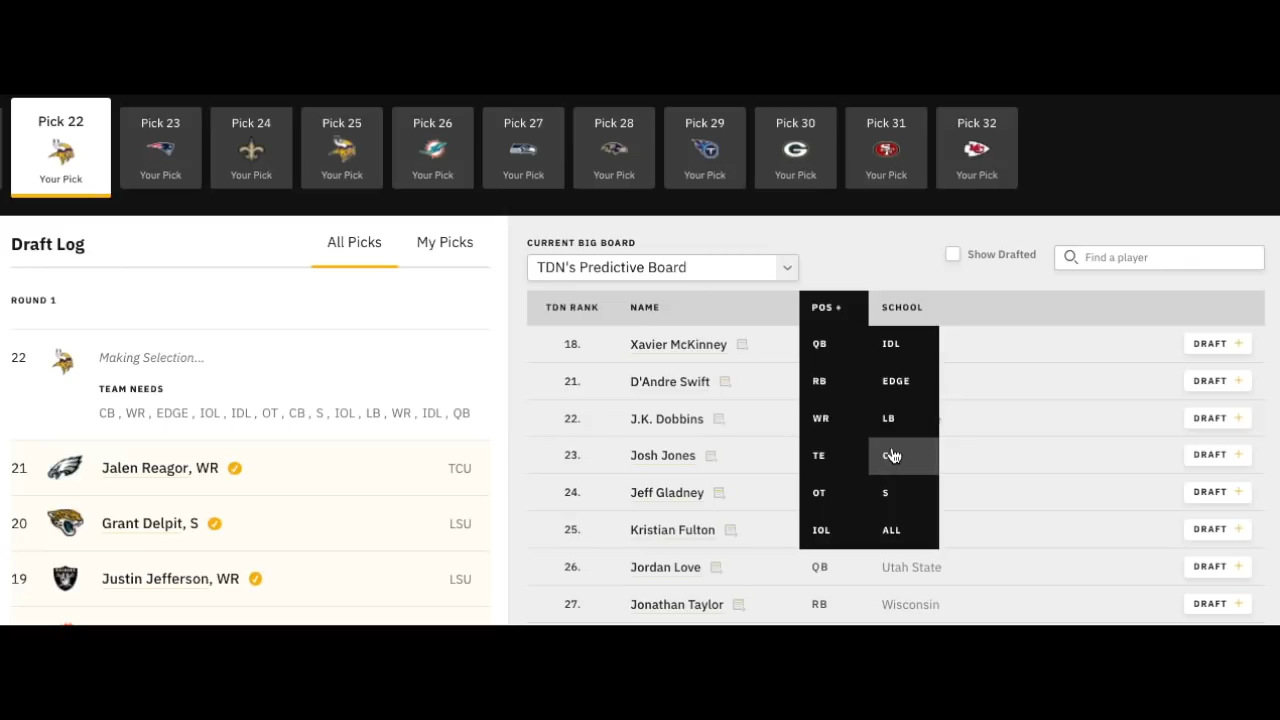 Pick 22
Your Pick
Pick 23
Your Pick
Pick 24
Your Pick
Pick 25
Your Pick
Pick 26
Your Pick
Pick 27
Your Pick
Pick 28
Your Pick
Pick 29
Your Pick
Pick 30
Your Pick
Pick 31
Your Pick
Pick 32
Your Pick
Draft Log
All Picks
My Picks
ROUND 1
22
Making Selection...
TEAM NEEDS
CB , WR , EDGE , IOL , IDL , OT , CB , S , IOL , LB , WR , IDL , QB
21 Jalen Reagor, WR TCU
20 Grant Delpit, S LSU
19 Justin Jefferson, WR LSU
CURRENT BIG BOARD
TDN's Predictive Board
Show Drafted
Find a player
TDN RANK NAME POS + SCHOOL
18. Xavier McKinney DRAFT +
21. D'Andre Swift DRAFT +
22. J.K. Dobbins DRAFT +
23. Josh Jones DRAFT +
24. Jeff Gladney DRAFT +
25. Kristian Fulton DRAFT +
26. Jordan Love QB Utah State DRAFT +
27. Jonathan Taylor RB Wisconsin DRAFT +
QB IDL
RB EDGE
WR LB
TE
OT S
IOL ALL